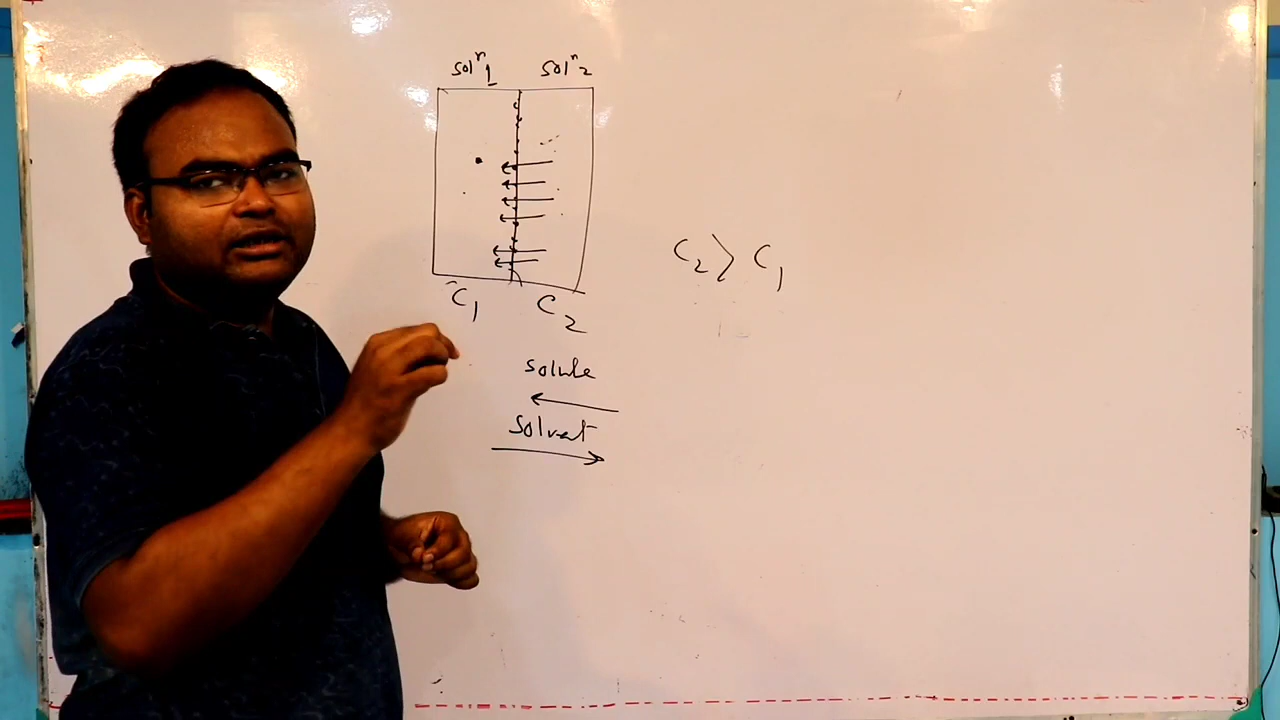 solⁿ1 solⁿ2
C₂ > C₁
C₁ C₂
solute
solvent